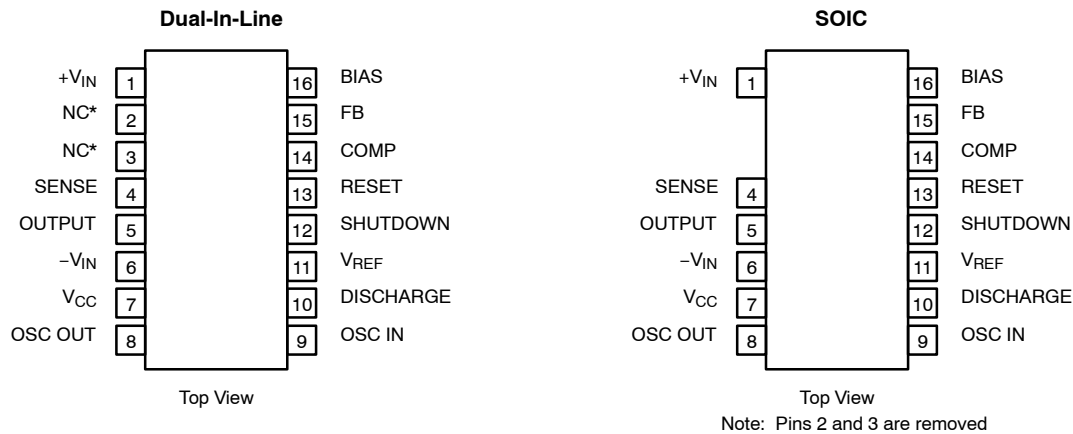 Dual-In-Line
+VIN 1 16 BIAS
NC* 2 15 FB
NC* 3 14 COMP
SENSE 4 13 RESET
OUTPUT 5 12 SHUTDOWN
−VIN 6 11 VREF
VCC 7 10 DISCHARGE
OSC OUT 8 9 OSC IN
Top View
SOIC
+VIN 1 16 BIAS
15 FB
14 COMP
SENSE 4 13 RESET
OUTPUT 5 12 SHUTDOWN
−VIN 6 11 VREF
VCC 7 10 DISCHARGE
OSC OUT 8 9 OSC IN
Top View
Note: Pins 2 and 3 are removed